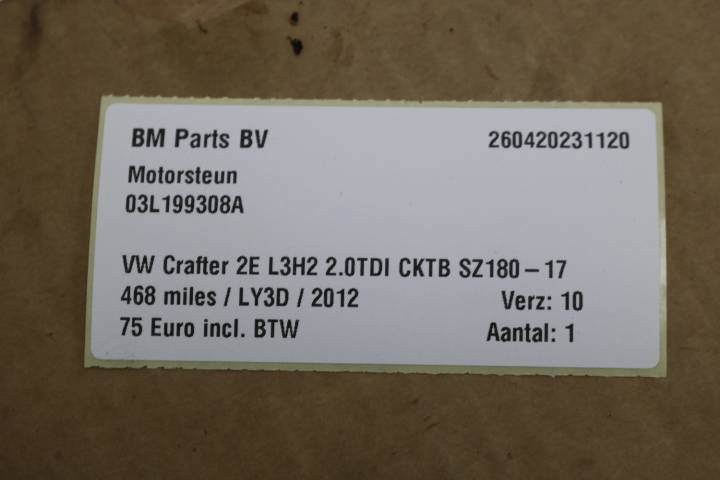 BM Parts BV 260420231120
Motorsteun
03L199308A
VW Crafter 2E L3H2 2.0TDI CKTB SZ180-17
468 miles / LY3D / 2012 Verz: 10
75 Euro incl. BTW Aantal: 1